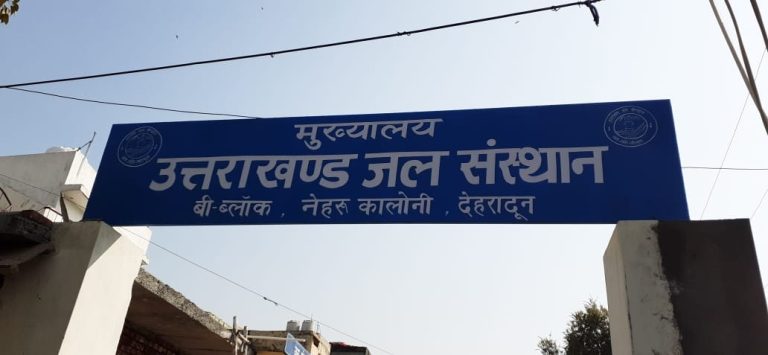 मुख्यालय
उत्तराखण्ड जल संस्थान
बी-ब्लॉक , नेहरू कालोनी , देहरादून